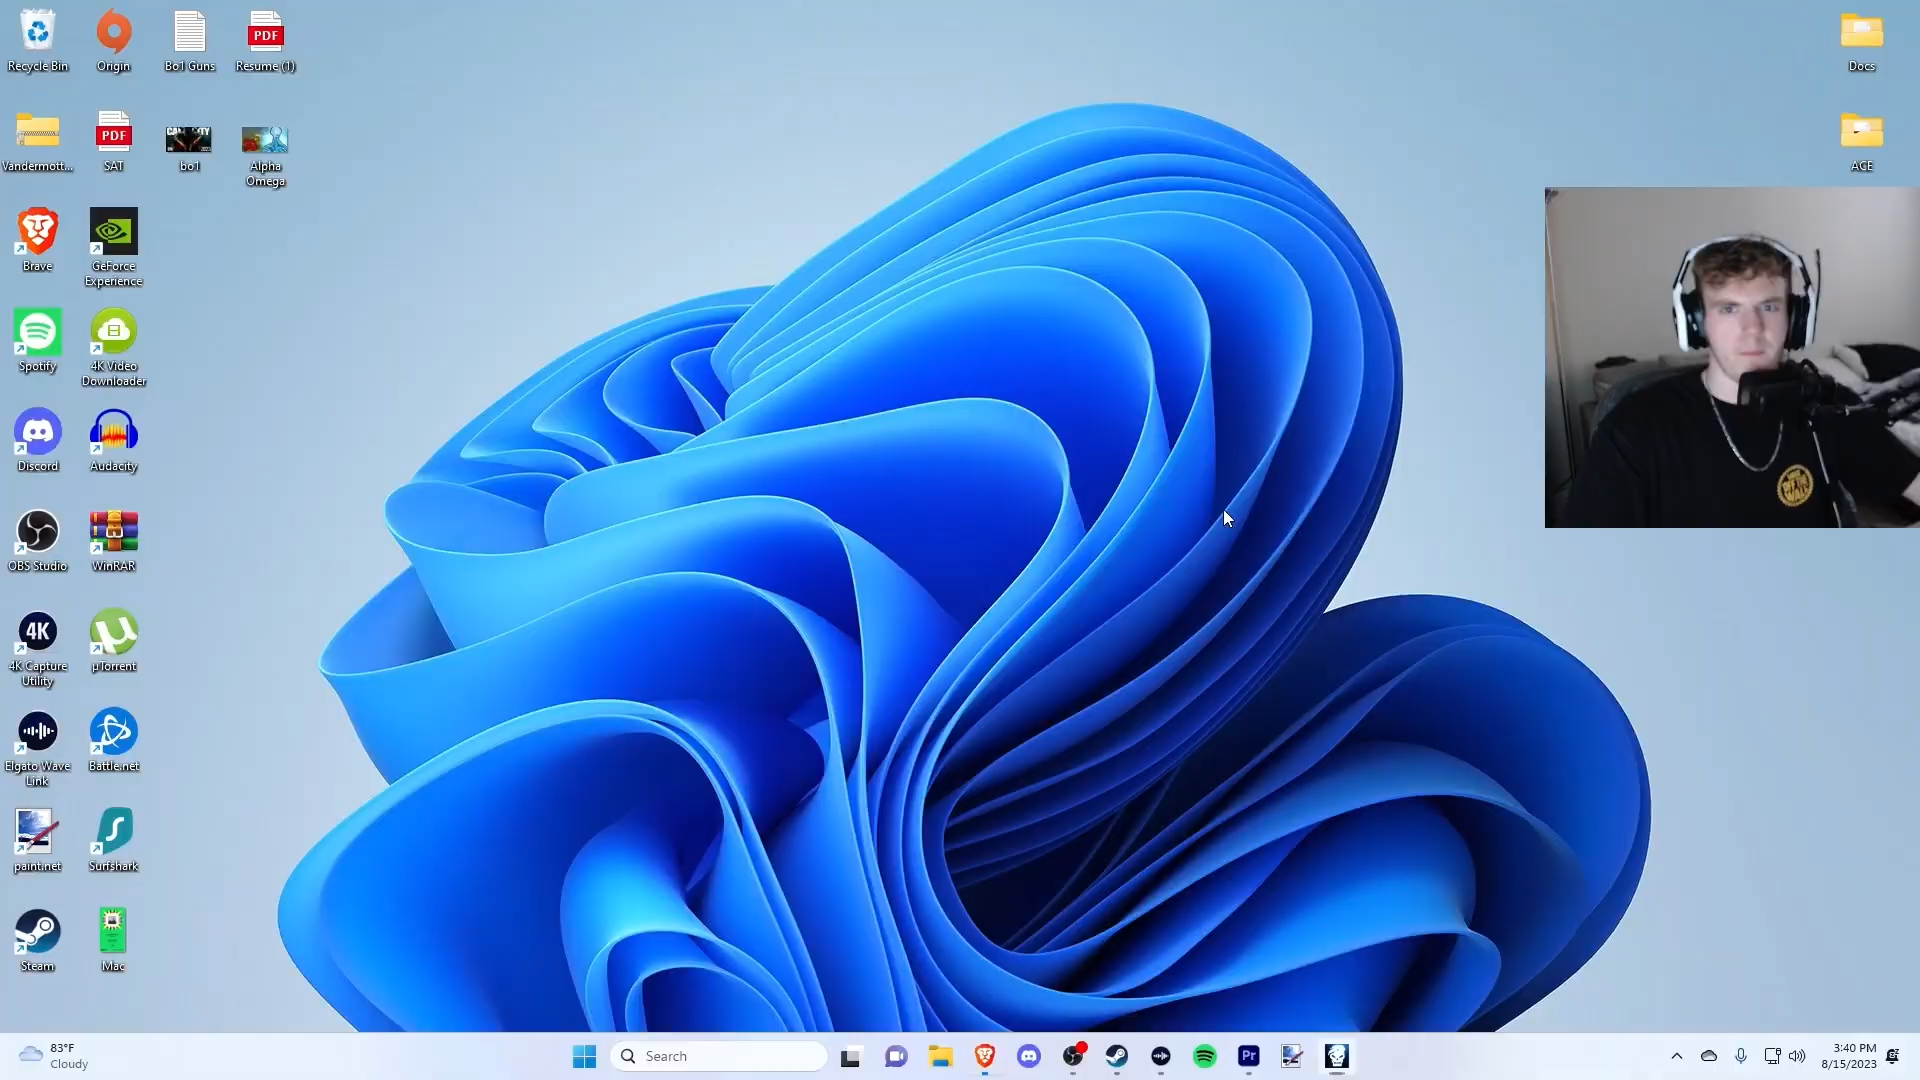 Recycle Bin
Origin
Bo1 Guns
PDF
Resume (1)
Docs
Vandermott...
PDF
SAT
bo1
Alpha
Omega
ACE
Brave
GeForce
Experience
Spotify
4K Video
Downloader
Discord
Audacity
OBS Studio
WinRAR
4K
4K Capture
Utility
µTorrent
Elgato Wave
Link
Battle.net
paint.net
Surfshark
Steam
Mac
83°F
Cloudy
Search
Pr
3:40 PM
8/15/2023